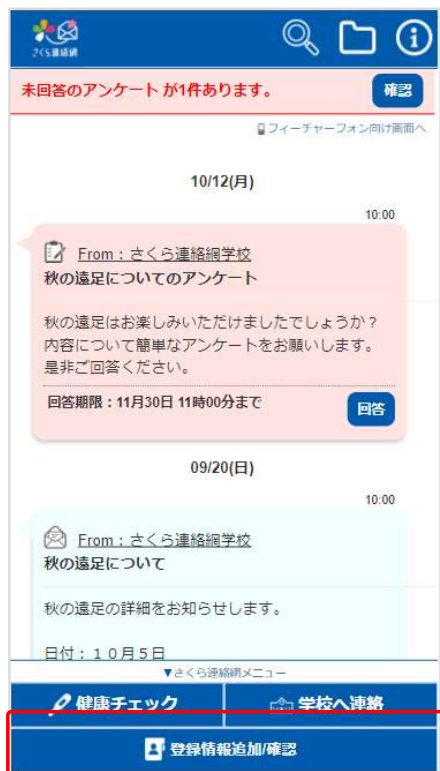 さくら連絡網
未回答のアンケート が1件あります。
確認
フィーチャーフォン向け画面へ
10/12(月)
10:00
From：さくら連絡網学校
秋の遠足についてのアンケート
秋の遠足はお楽しみいただけましたでしょうか？
内容について簡単なアンケートをお願いします。
是非ご回答ください。
回答期限：11月30日 11時00分まで
回答
09/20(日)
10:00
From：さくら連絡網学校
秋の遠足について
秋の遠足の詳細をお知らせします。
日付：１０月５日
▼さくら連絡網メニュー
健康チェック
学校へ連絡
登録情報追加/確認